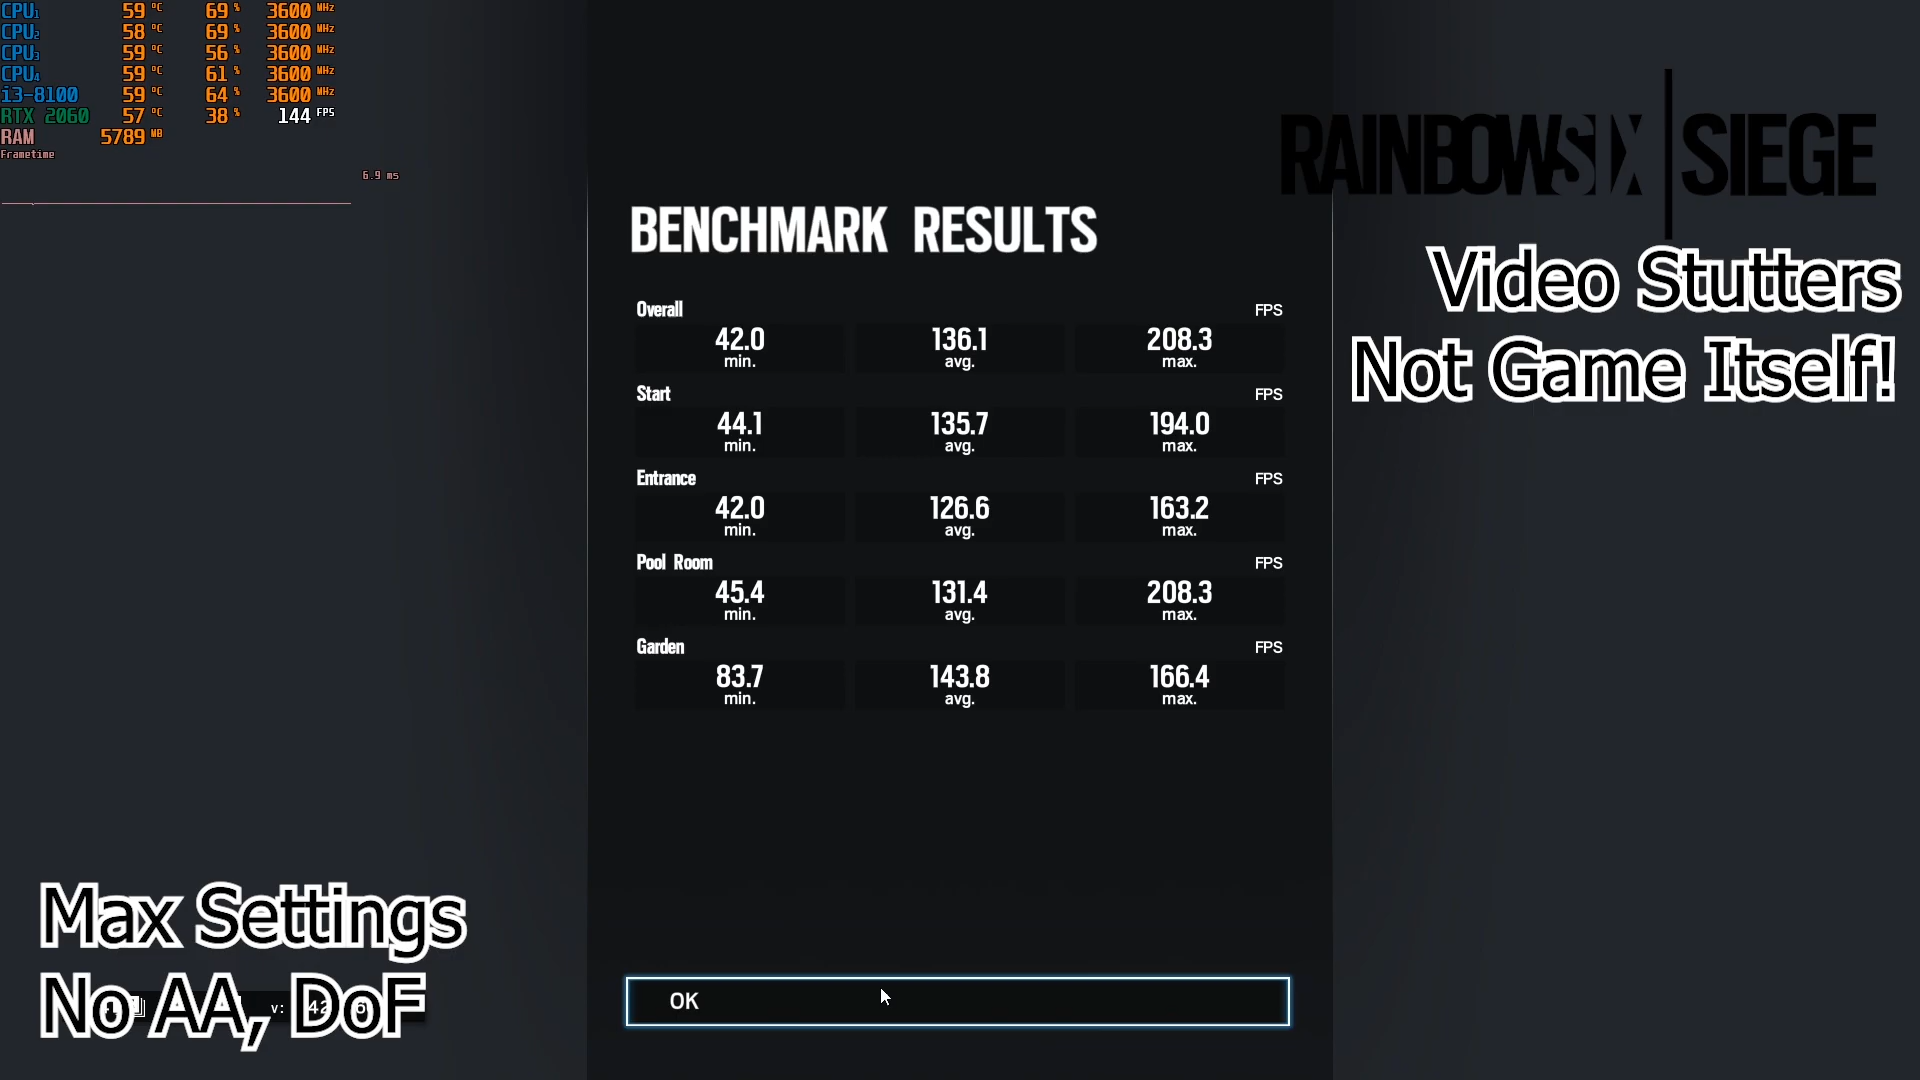 CPU1 59 °C 69 % 3600 MHz
CPU2 58 °C 69 % 3600 MHz
CPU3 59 °C 56 % 3600 MHz
CPU4 59 °C 61 % 3600 MHz
i3-8100 59 °C 64 % 3600 MHz
RTX 2060 57 °C 38 % 144 FPS
RAM 5789 MB
Frametime
6.9 ms
RAINBOWSIX | SIEGE
Video Stutters
Not Game Itself!
BENCHMARK RESULTS
Overall FPS
42.0 136.1 208.3
min. avg. max.
Start FPS
44.1 135.7 194.0
min. avg. max.
Entrance FPS
42.0 126.6 163.2
min. avg. max.
Pool Room FPS
45.4 131.4 208.3
min. avg. max.
Garden FPS
83.7 143.8 166.4
min. avg. max.
Max Settings
No AA, DoF
OK